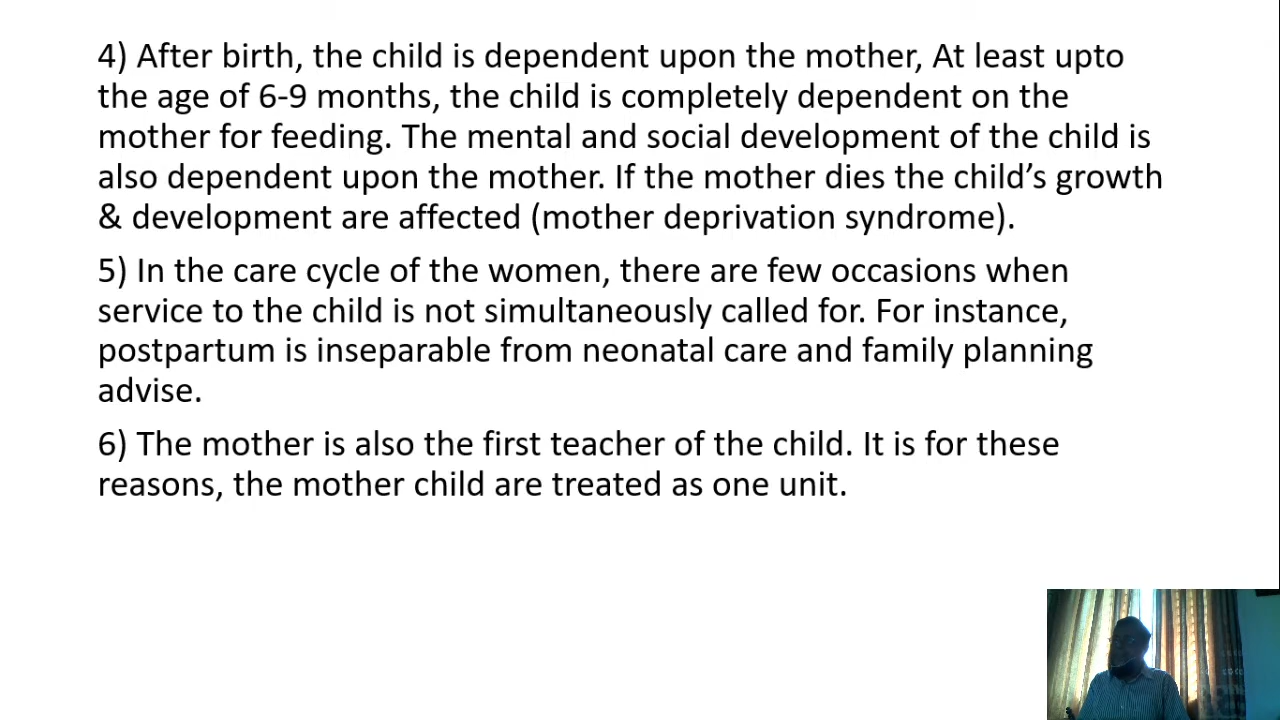 4) After birth, the child is dependent upon the mother, At least upto
the age of 6-9 months, the child is completely dependent on the
mother for feeding. The mental and social development of the child is
also dependent upon the mother. If the mother dies the child’s growth
& development are affected (mother deprivation syndrome).
5) In the care cycle of the women, there are few occasions when
service to the child is not simultaneously called for. For instance,
postpartum is inseparable from neonatal care and family planning
advise.
6) The mother is also the first teacher of the child. It is for these
reasons, the mother child are treated as one unit.